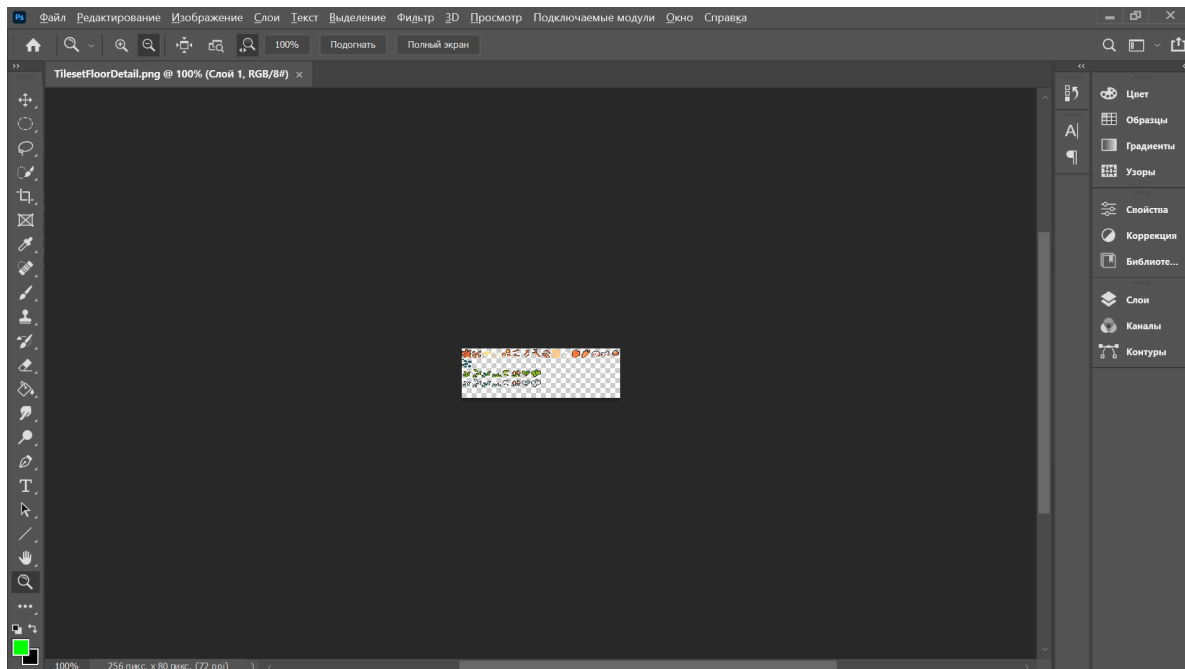 Ps Файл Редактирование Изображение Слои Текст Выделение Фильтр 3D Просмотр Подключаемые модули Окно Справка
100% Подогнать Полный экран
TilesetFloorDetail.png @ 100% (Слой 1, RGB/8#) ×
Цвет
Образцы
Градиенты
Узоры
Свойства
Коррекция
Библиоте...
Слои
Каналы
Контуры
100% 256 пикс. x 80 пикс. (72 ppi)